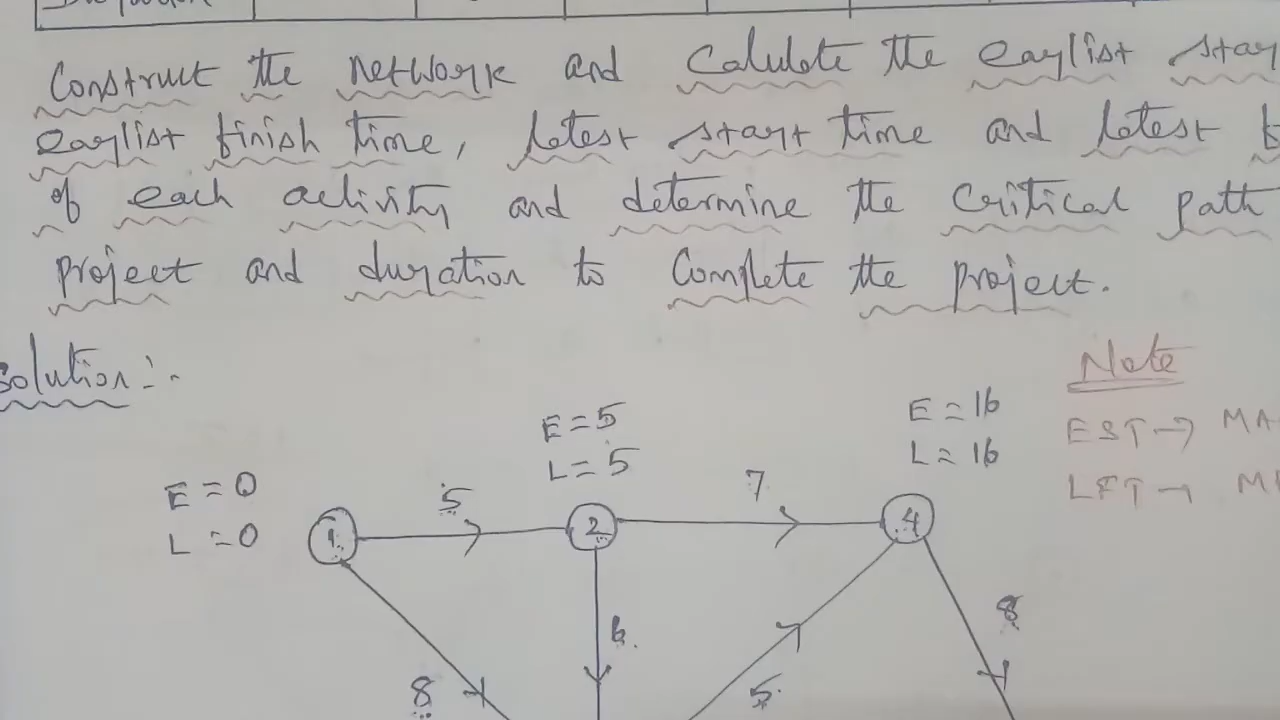 Duration
Construct the network and Calulate the earlist star
earlist finish time, latest start time and latest
of each activity and determine the critical path
project and duration to Complete the project.
Solution:-
Note
EST → MA
LFT →
E = 0
L = 0
E = 5
L = 5
E = 16
L = 16
5
7
1
2
4
6
8
5
8